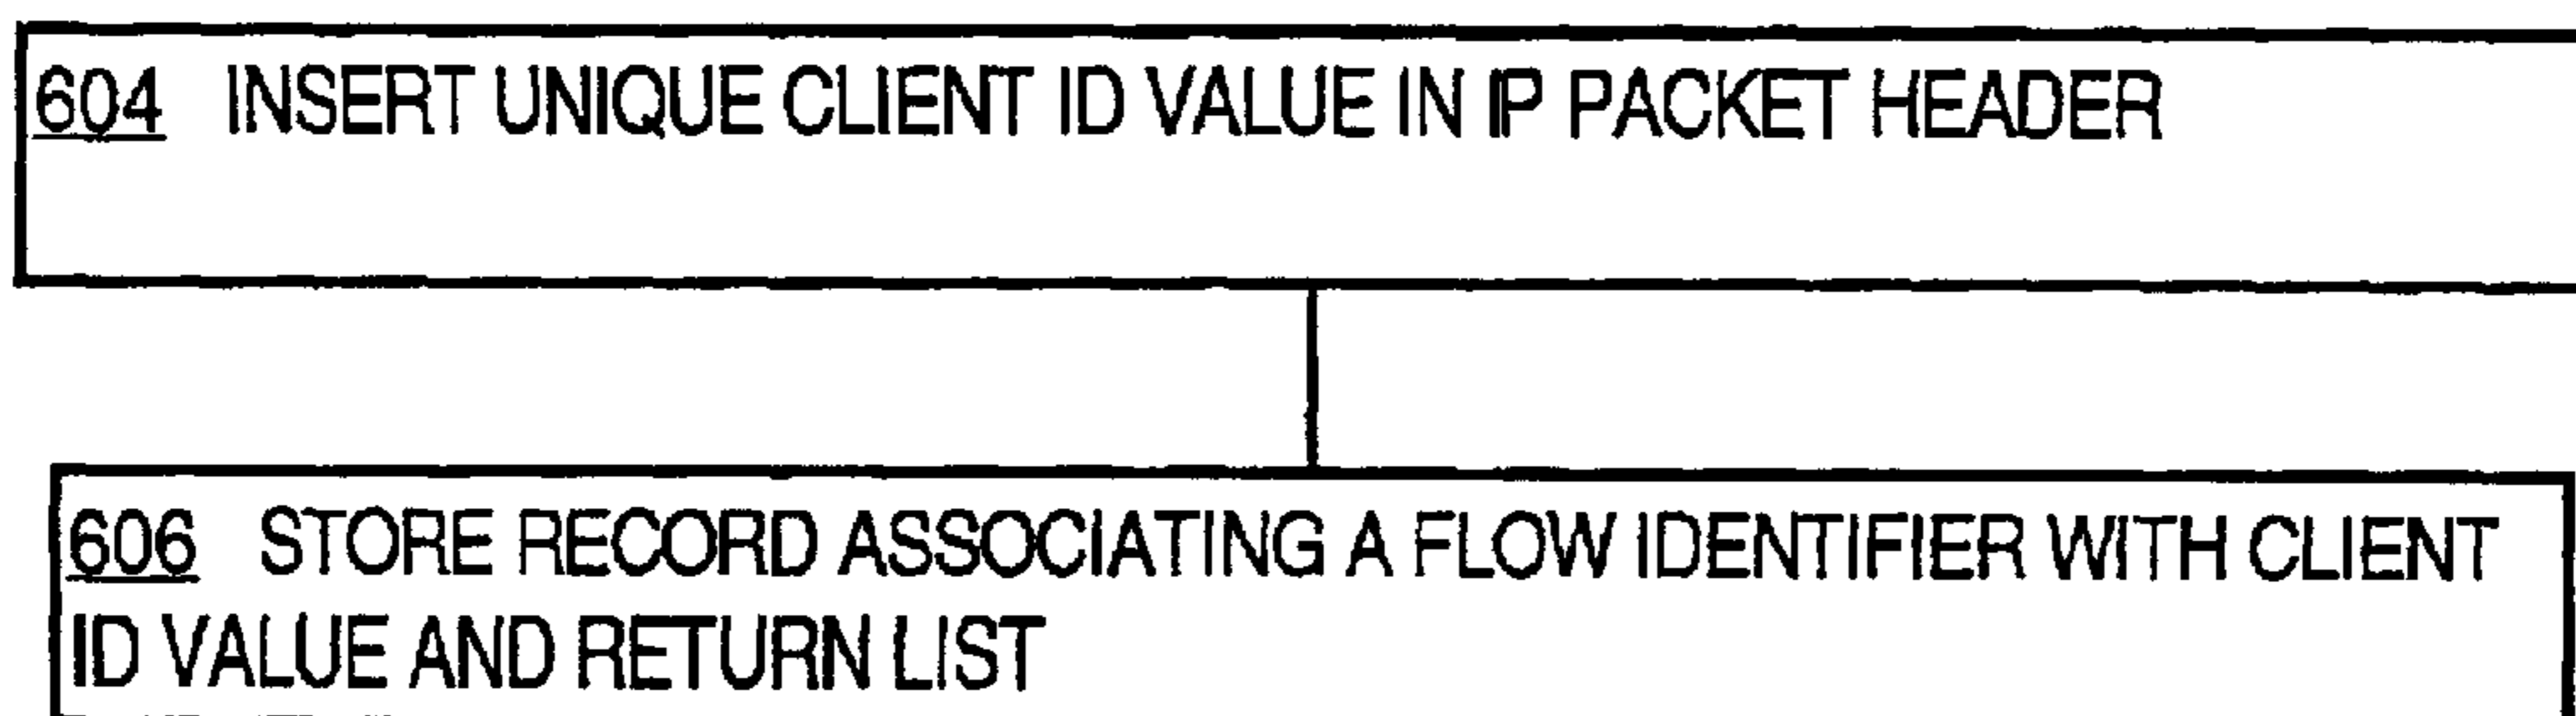 604 INSERT UNIQUE CLIENT ID VALUE IN IP PACKET HEADER
606 STORE RECORD ASSOCIATING A FLOW IDENTIFIER WITH CLIENT
ID VALUE AND RETURN LIST